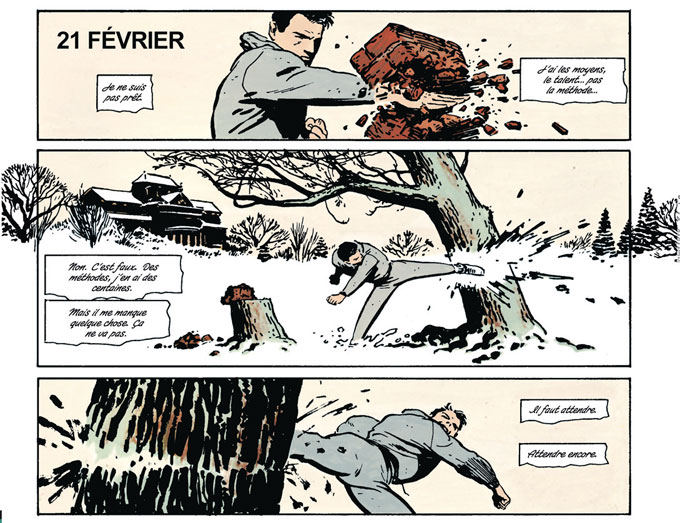 21 FÉVRIER
Je ne suis
pas prêt.
J'ai les moyens,
le talent... pas
la méthode...
Non. C'est faux. Des
méthodes, j'en ai des
centaines.
Mais il me manque
quelque chose. Ça
ne va pas.
Il faut attendre.
Attendre encore.